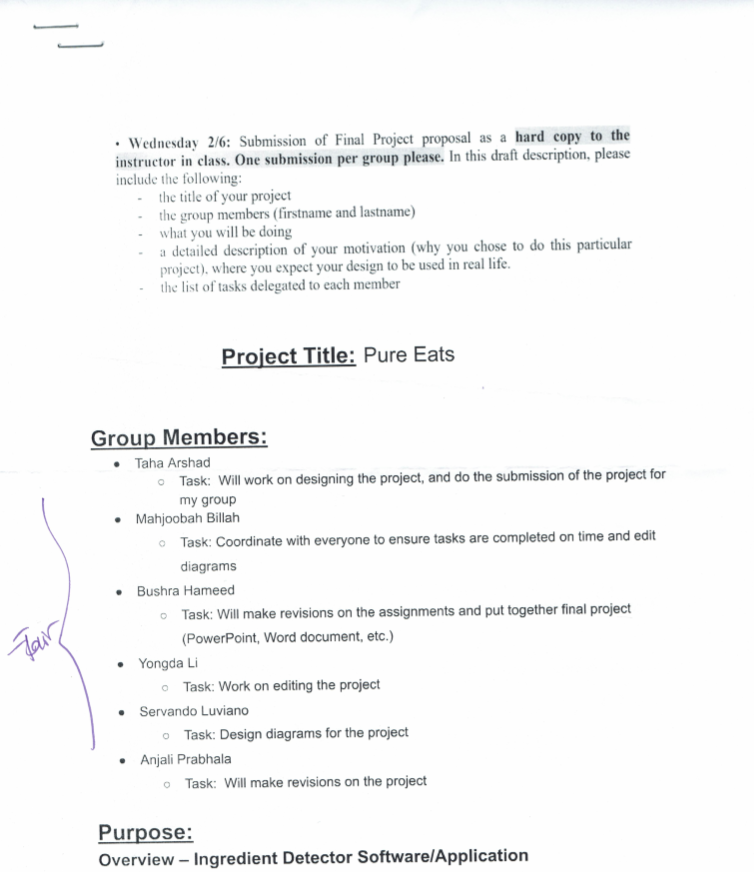 • Wednesday 2/6: Submission of Final Project proposal as a hard copy to the
instructor in class. One submission per group please. In this draft description, please
include the following:
- the title of your project
- the group members (firstname and lastname)
- what you will be doing
- a detailed description of your motivation (why you chose to do this particular
project), where you expect your design to be used in real life.
- the list of tasks delegated to each member
Project Title: Pure Eats
Group Members:
• Taha Arshad
○ Task: Will work on designing the project, and do the submission of the project for
my group
• Mahjoobah Billah
○ Task: Coordinate with everyone to ensure tasks are completed on time and edit
diagrams
• Bushra Hameed
○ Task: Will make revisions on the assignments and put together final project
(PowerPoint, Word document, etc.)
• Yongda Li
○ Task: Work on editing the project
• Servando Luviano
○ Task: Design diagrams for the project
• Anjali Prabhala
○ Task: Will make revisions on the project
Purpose:
Overview – Ingredient Detector Software/Application